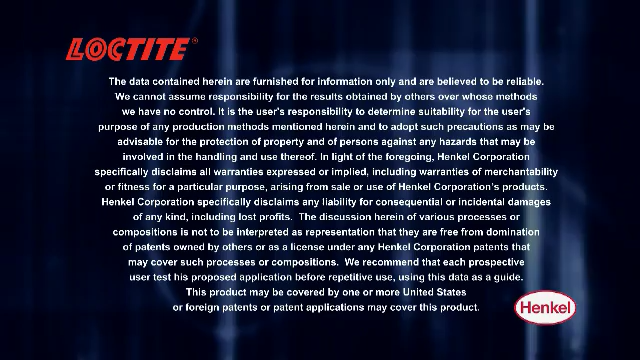 LOCTITE®
The data contained herein are furnished for information only and are believed to be reliable.
We cannot assume responsibility for the results obtained by others over whose methods
we have no control. It is the user's responsibility to determine suitability for the user's
purpose of any production methods mentioned herein and to adopt such precautions as may be
advisable for the protection of property and of persons against any hazards that may be
involved in the handling and use thereof. In light of the foregoing, Henkel Corporation
specifically disclaims all warranties expressed or implied, including warranties of merchantability
or fitness for a particular purpose, arising from sale or use of Henkel Corporation's products.
Henkel Corporation specifically disclaims any liability for consequential or incidental damages
of any kind, including lost profits. The discussion herein of various processes or
compositions is not to be interpreted as representation that they are free from domination
of patents owned by others or as a license under any Henkel Corporation patents that
may cover such processes or compositions. We recommend that each prospective
user test his proposed application before repetitive use, using this data as a guide.
This product may be covered by one or more United States
or foreign patents or patent applications may cover this product.
Henkel